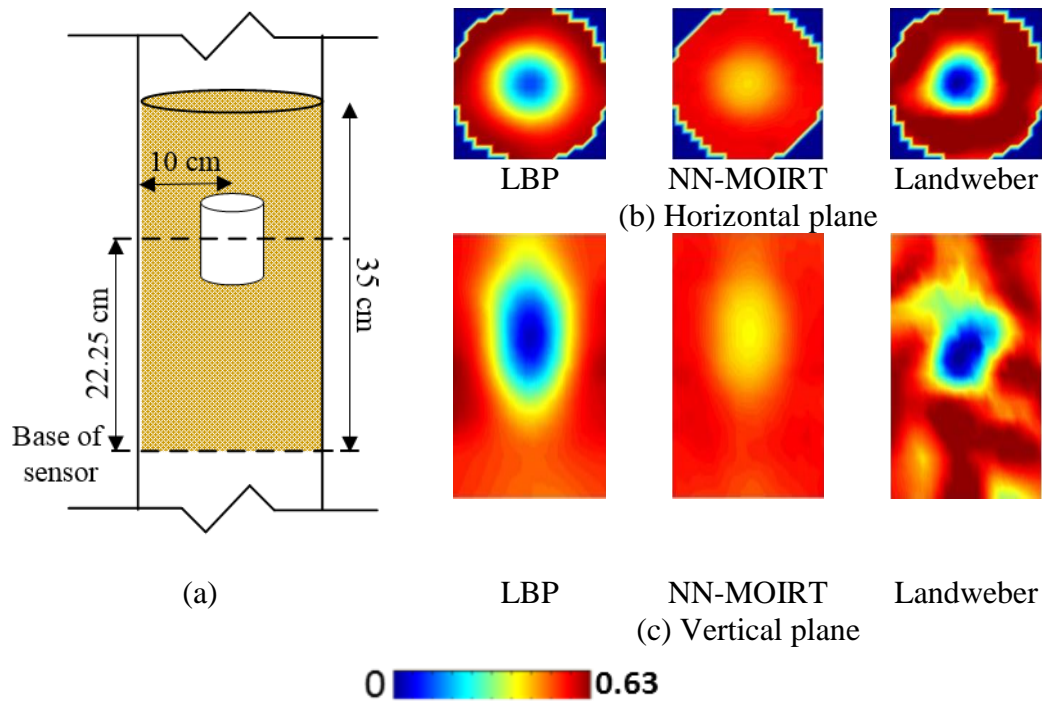 10 cm
35 cm
22.25 cm
Base of
sensor
(a)
LBP NN-MOIRT Landweber
(b) Horizontal plane
LBP NN-MOIRT Landweber
(c) Vertical plane
0 0.63